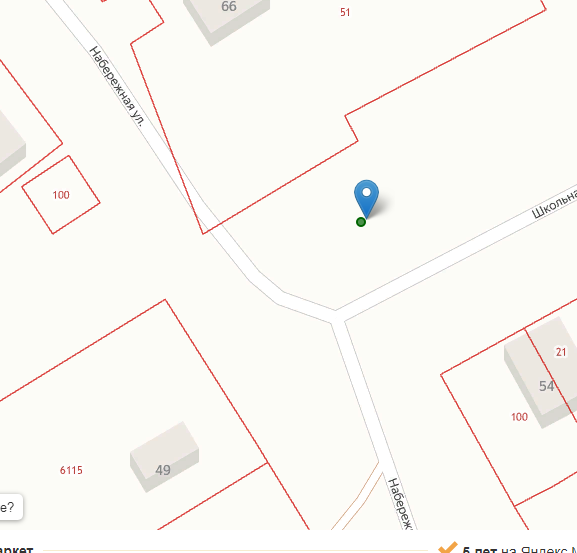 66
51
Набережная ул.
100
Школьна
21
54
100
6115
49
Набереж
е?
аркет
5 лет на Яндекс